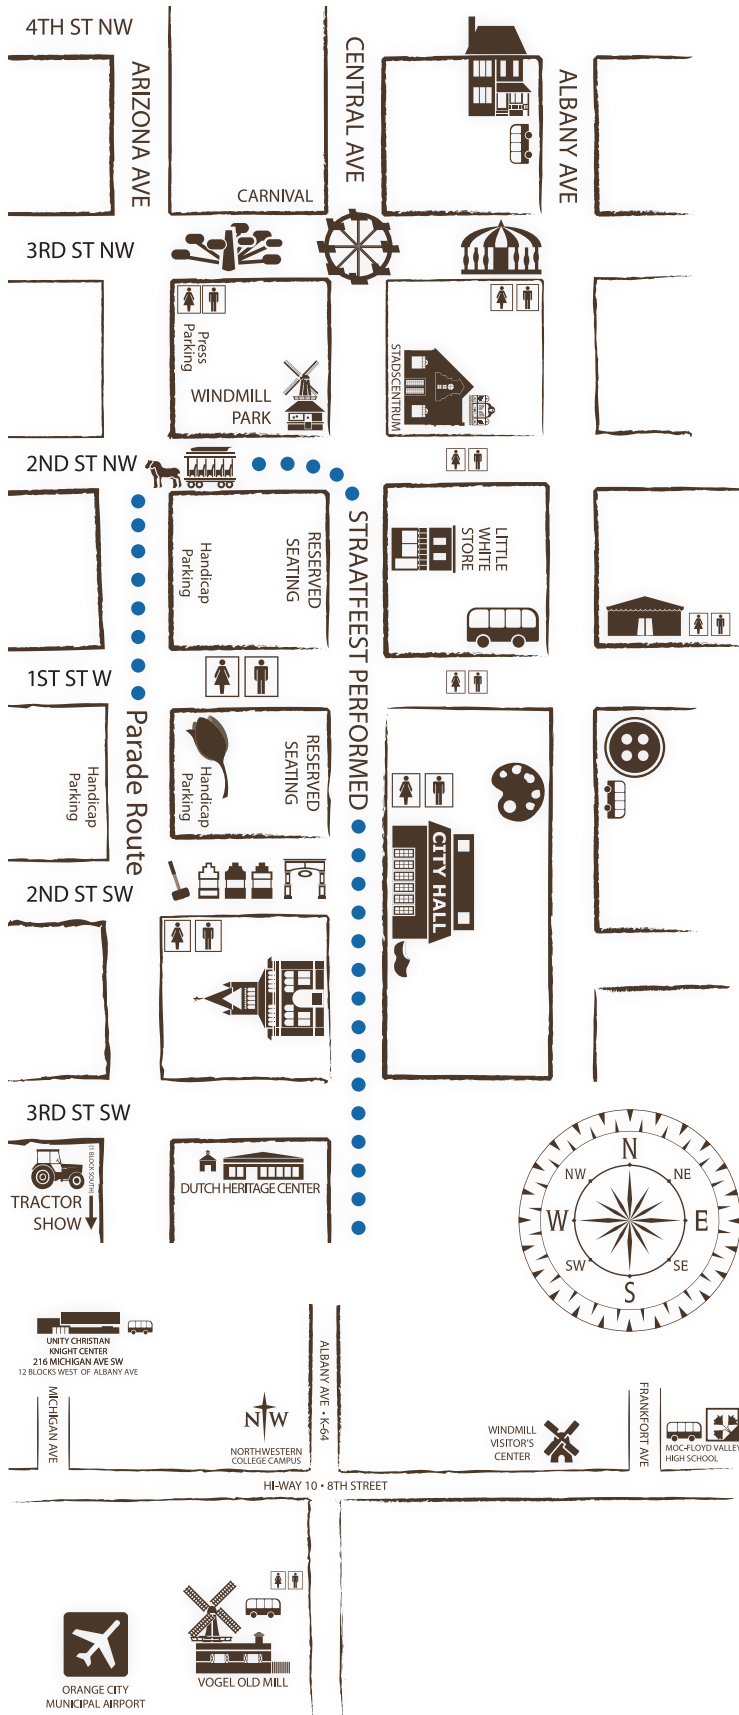 4TH ST NW
ARIZONA AVE
CENTRAL AVE
ALBANY AVE
CARNIVAL
3RD ST NW
Press
Parking
WINDMILL
PARK
STADSCENTRUM
2ND ST NW
Handicap
Parking
RESERVED
SEATING
STRAATFEEST PERFORMED
LITTLE
WHITE
STORE
1ST ST W
Parade Route
Handicap
Parking
Handicap
Parking
RESERVED
SEATING
CITY HALL
2ND ST SW
3RD ST SW
(1 BLOCK SOUTH)
TRACTOR
SHOW
DUTCH HERITAGE CENTER
N
NW
NE
W
E
SW
SE
S
UNITY CHRISTIAN
KNIGHT CENTER
216 MICHIGAN AVE SW
12 BLOCKS WEST OF ALBANY AVE
MICHIGAN AVE
ALBANY AVE • K-64
N W
NORTHWESTERN
COLLEGE CAMPUS
WINDMILL
VISITOR'S
CENTER
FRANKFORT AVE
MOC-FLOYD VALLEY
HIGH SCHOOL
HI-WAY 10 • 8TH STREET
VOGEL OLD MILL
ORANGE CITY
MUNICIPAL AIRPORT